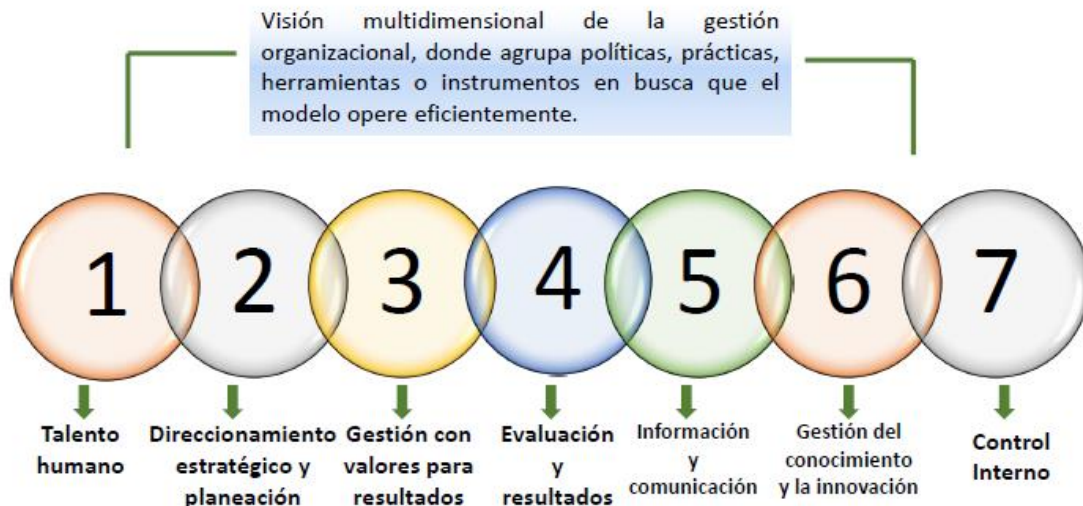 Visión multidimensional de la gestión
organizacional, donde agrupa políticas, prácticas,
herramientas o instrumentos en busca que el
modelo opere eficientemente.
1 2 3 4 5 6 7
Talento
humano
Direccionamiento
estratégico y
planeación
Gestión con
valores para
resultados
Evaluación
y
resultados
Información
y
comunicación
Gestión del
conocimiento
y la innovación
Control
Interno